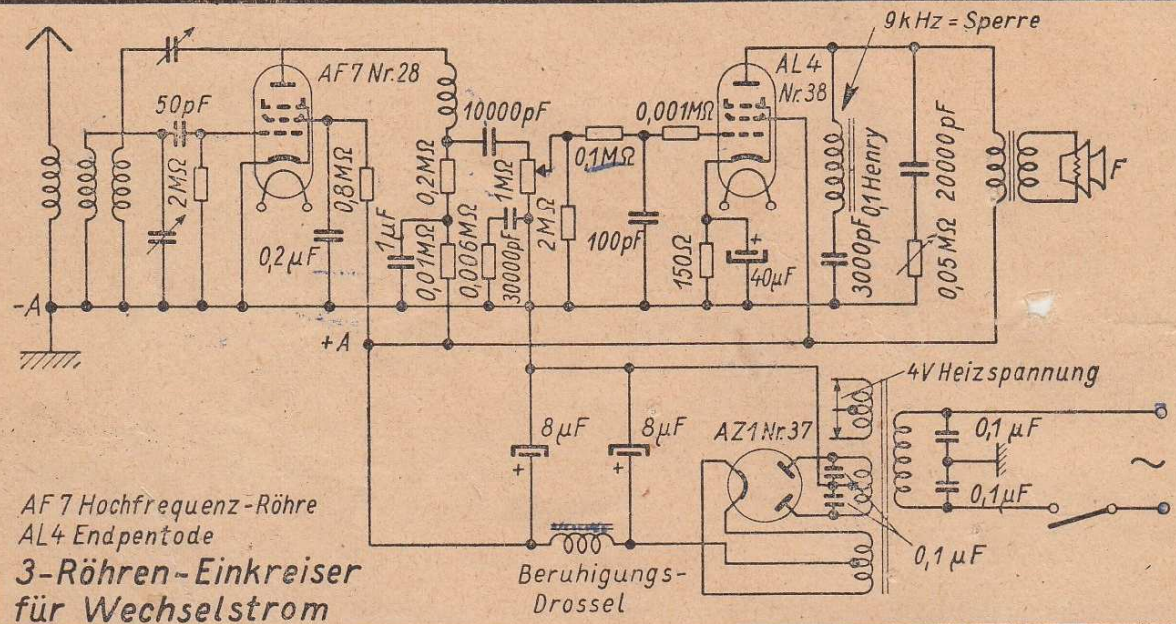 9kHz = Sperre
AF7 Nr.28
AL4
Nr.38
50pF
10000pF
0,001MΩ
2MΩ
0,8MΩ
0,2MΩ
1MΩ
0,1MΩ
0,1Henry
20000pF
F
0,2µF
1µF
0,01MΩ
0,006MΩ
3000pF
2MΩ
100pF
150Ω
+
40µF
3000pF
0,05MΩ
-A
+A
4V Heizspannung
8µF
+
8µF
+
AZ1 Nr.37
0,1µF
0,1µF
~
0,1µF
AF7 Hochfrequenz-Röhre
AL4 Endpentode
3-Röhren-Einkreiser
für Wechselstrom
Beruhigungs-
Drossel